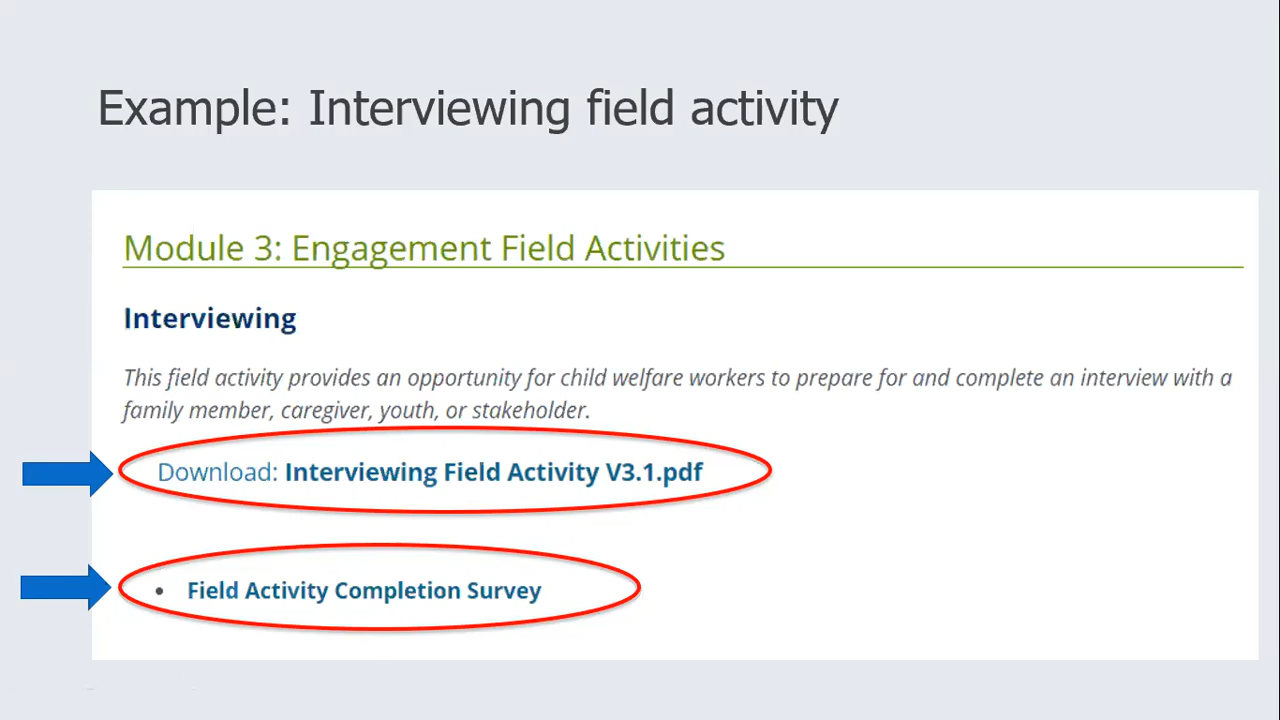 Example: Interviewing field activity
Module 3: Engagement Field Activities
Interviewing
This field activity provides an opportunity for child welfare workers to prepare for and complete an interview with a
family member, caregiver, youth, or stakeholder.
Download: Interviewing Field Activity V3.1.pdf
• Field Activity Completion Survey